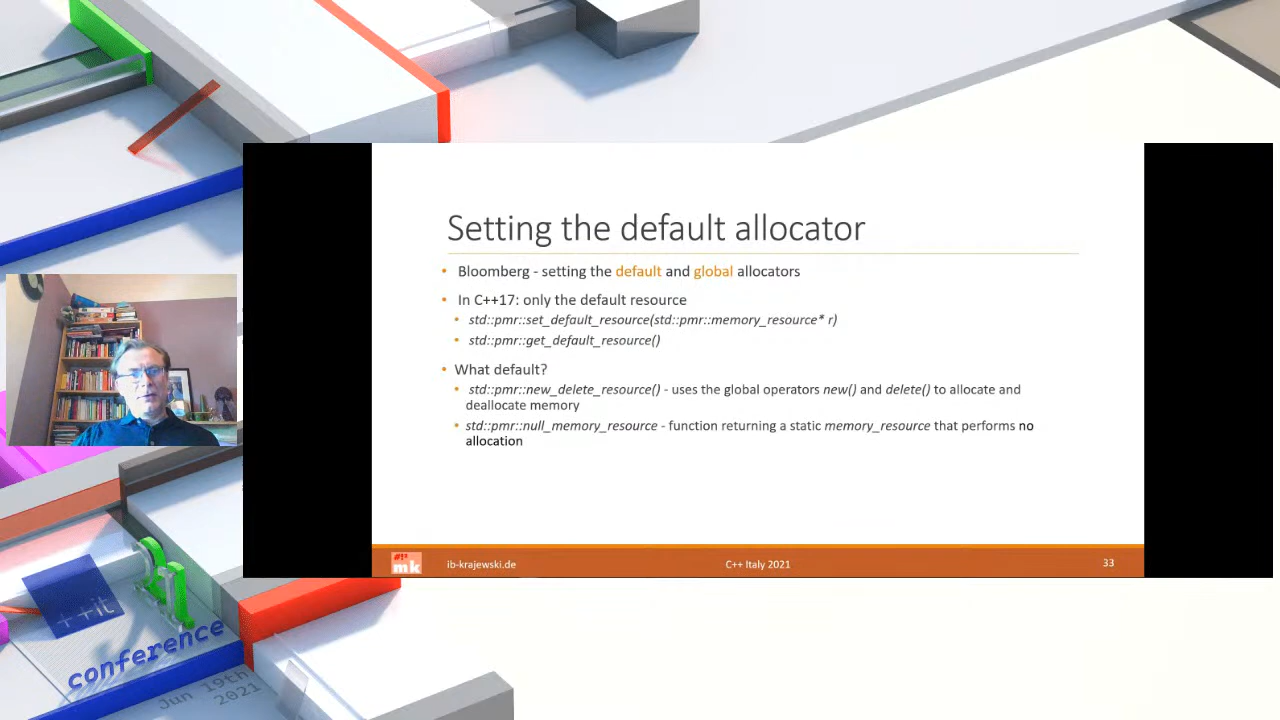 Setting the default allocator
• Bloomberg - setting the default and global allocators
• In C++17: only the default resource
• std::pmr::set_default_resource(std::pmr::memory_resource* r)
• std::pmr::get_default_resource()
• What default?
• std::pmr::new_delete_resource() - uses the global operators new() and delete() to allocate and
deallocate memory
• std::pmr::null_memory_resource - function returning a static memory_resource that performs no
allocation
mk
ib-krajewski.de
C++ Italy 2021
33
++it
conference
Jun 19th
2021